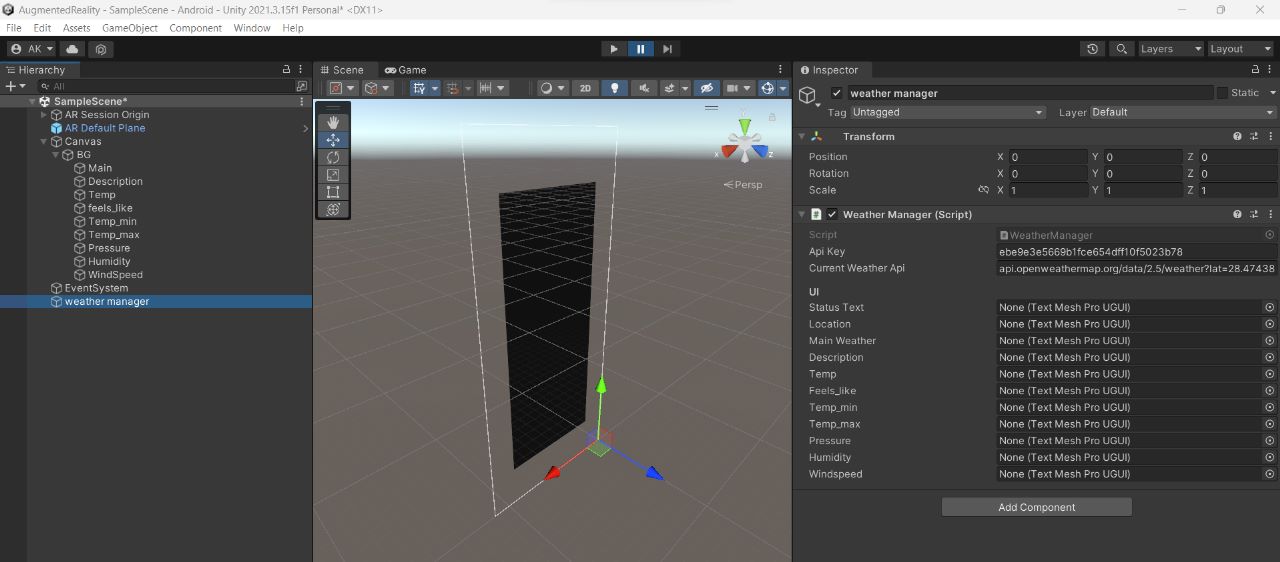 AugmentedReality - SampleScene - Android - Unity 2021.3.15f1 Personal* <DX11>
File Edit Assets GameObject Component Window Help
AK Layers Layout
Hierarchy
All
SampleScene*
AR Session Origin
AR Default Plane
Canvas
BG
Main
Description
Temp
feels_like
Temp_min
Temp_max
Pressure
Humidity
WindSpeed
EventSystem
weather manager
Scene Game
2D
y
x z
Persp
Inspector
weather manager Static
Tag Untagged Layer Default
Transform
Position X 0 Y 0 Z 0
Rotation X 0 Y 0 Z 0
Scale X 1 Y 1 Z 1
# Weather Manager (Script)
Script WeatherManager
Api Key ebe9e3e5669b1fce654dff10f5023b78
Current Weather Api api.openweathermap.org/data/2.5/weather?lat=28.47438
UI
Status Text None (Text Mesh Pro UGUI)
Location None (Text Mesh Pro UGUI)
Main Weather None (Text Mesh Pro UGUI)
Description None (Text Mesh Pro UGUI)
Temp None (Text Mesh Pro UGUI)
Feels_like None (Text Mesh Pro UGUI)
Temp_min None (Text Mesh Pro UGUI)
Temp_max None (Text Mesh Pro UGUI)
Pressure None (Text Mesh Pro UGUI)
Humidity None (Text Mesh Pro UGUI)
Windspeed None (Text Mesh Pro UGUI)
Add Component